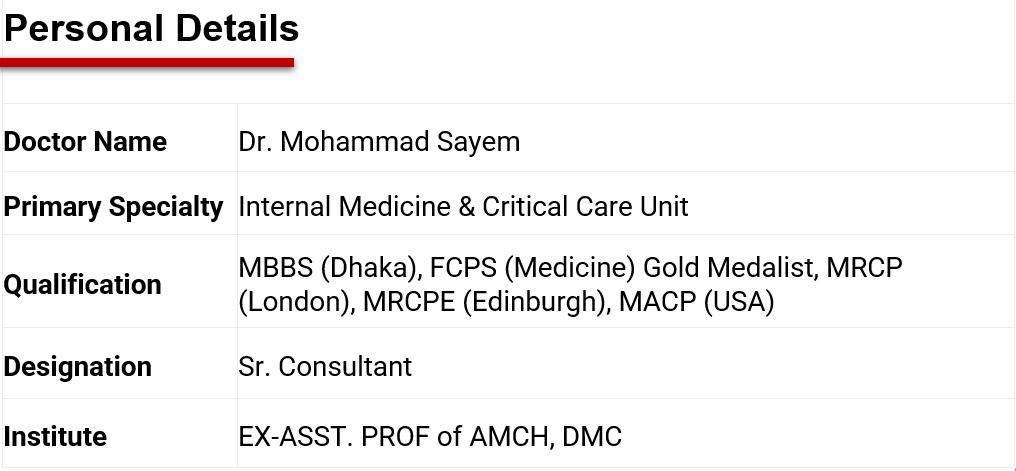 Personal Details
Doctor Name Dr. Mohammad Sayem
Primary Specialty Internal Medicine & Critical Care Unit
Qualification MBBS (Dhaka), FCPS (Medicine) Gold Medalist, MRCP
(London), MRCPE (Edinburgh), MACP (USA)
Designation Sr. Consultant
Institute EX-ASST. PROF of AMCH, DMC